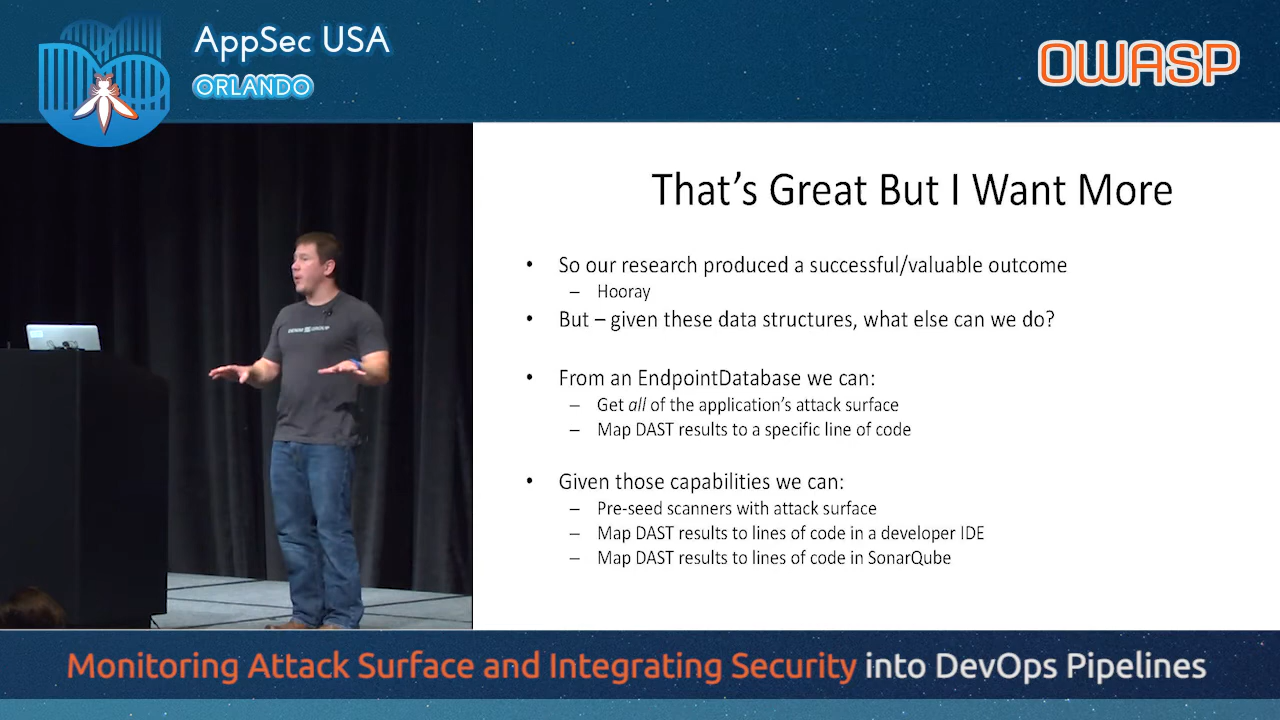 AppSec USA
ORLANDO
OWASP
DENIM GROUP
That's Great But I Want More
• So our research produced a successful/valuable outcome
– Hooray
• But – given these data structures, what else can we do?
• From an EndpointDatabase we can:
– Get all of the application's attack surface
– Map DAST results to a specific line of code
• Given those capabilities we can:
– Pre-seed scanners with attack surface
– Map DAST results to lines of code in a developer IDE
– Map DAST results to lines of code in SonarQube
Monitoring Attack Surface and Integrating Security into DevOps Pipelines